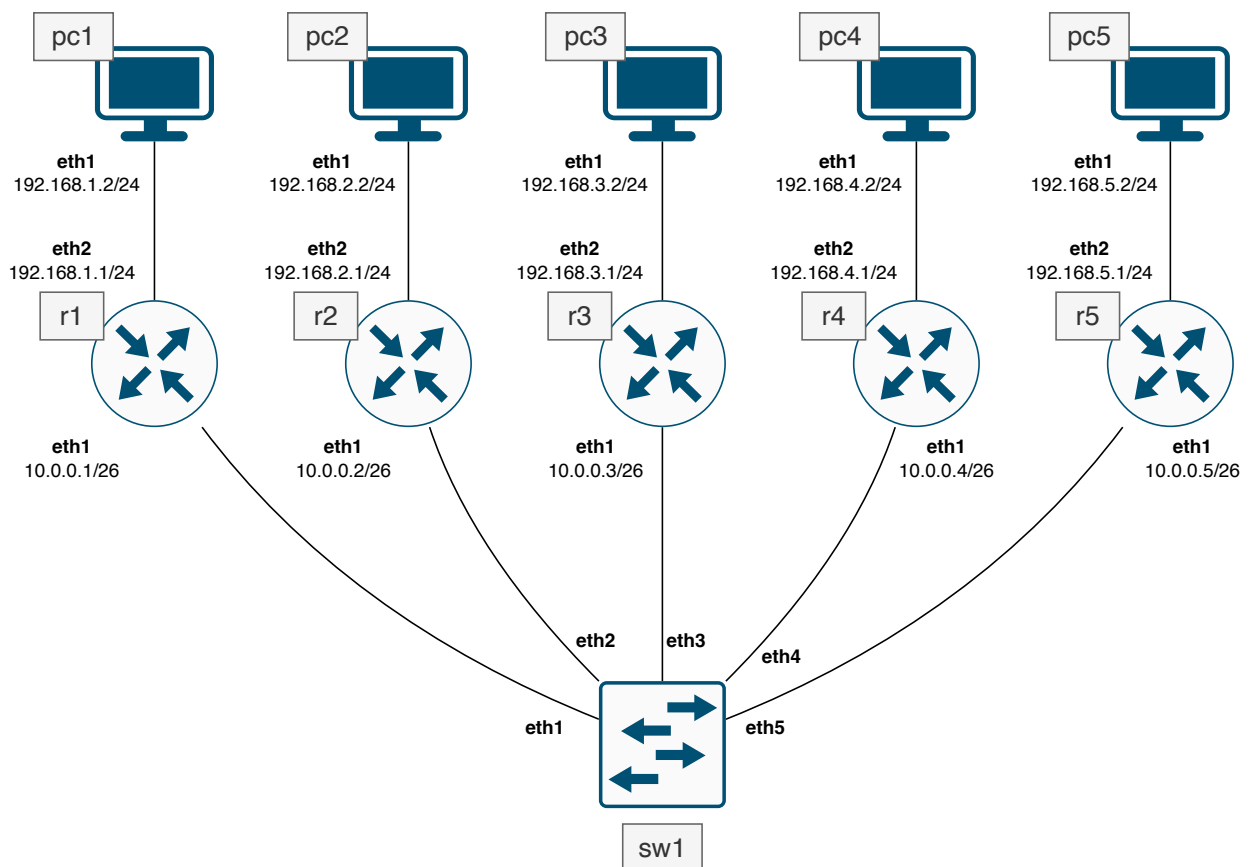 pc1
pc2
pc3
pc4
pc5
eth1
192.168.1.2/24
eth1
192.168.2.2/24
eth1
192.168.3.2/24
eth1
192.168.4.2/24
eth1
192.168.5.2/24
eth2
192.168.1.1/24
eth2
192.168.2.1/24
eth2
192.168.3.1/24
eth2
192.168.4.1/24
eth2
192.168.5.1/24
r1
r2
r3
r4
r5
eth1
10.0.0.1/26
eth1
10.0.0.2/26
eth1
10.0.0.3/26
eth1
10.0.0.4/26
eth1
10.0.0.5/26
eth2
eth3
eth4
eth1
eth5
sw1